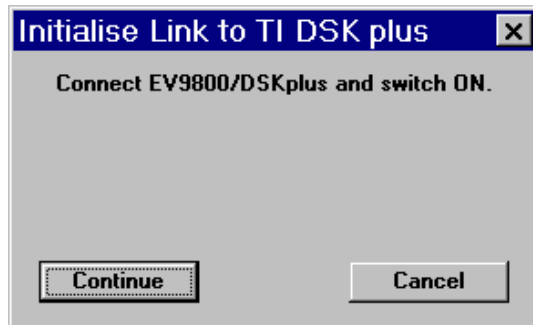 Initialise Link to TI DSK plus
Connect EV9800/DSKplus and switch ON.
Continue Cancel